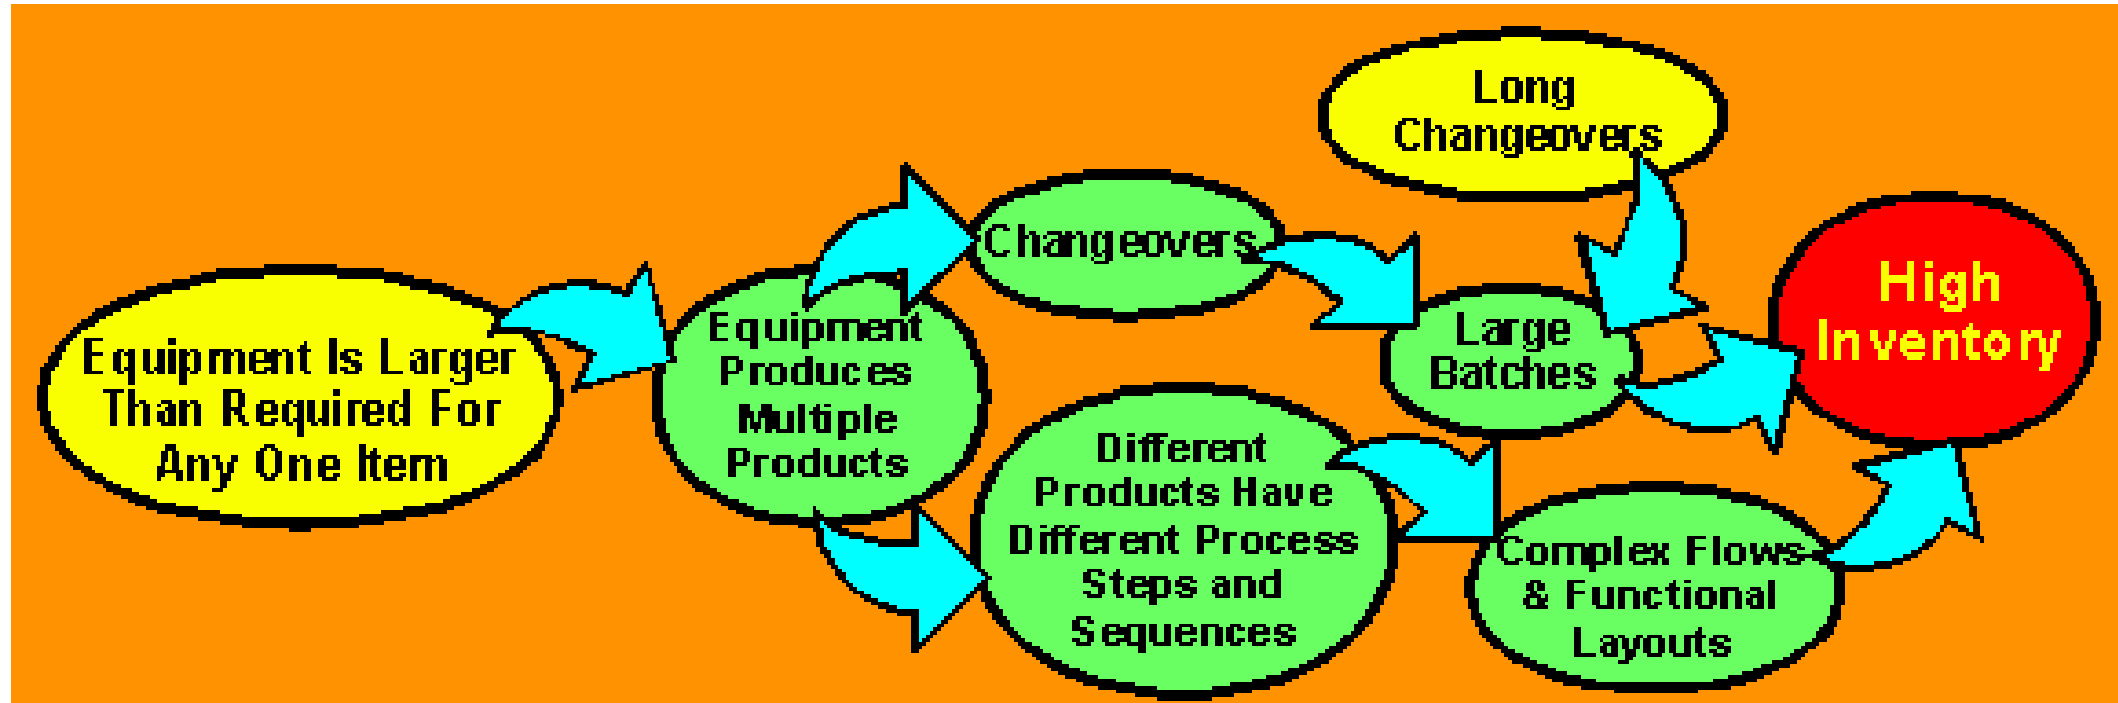 Equipment Is Larger
Than Required For
Any One Item
Equipment
Produces
Multiple
Products
Changeovers
Different
Products Have
Different Process
Steps and
Sequences
Long
Changeovers
Large
Batches
Complex Flows
& Functional
Layouts
High
Inventory